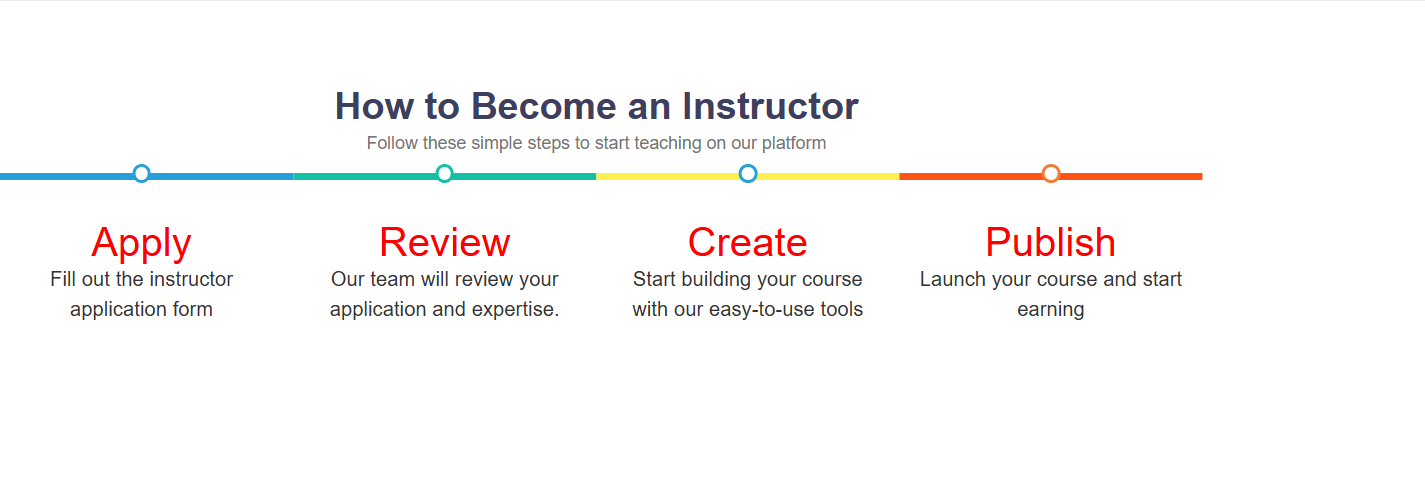 How to Become an Instructor
Follow these simple steps to start teaching on our platform
Apply
Fill out the instructor
application form
Review
Our team will review your
application and expertise.
Create
Start building your course
with our easy-to-use tools
Publish
Launch your course and start
earning